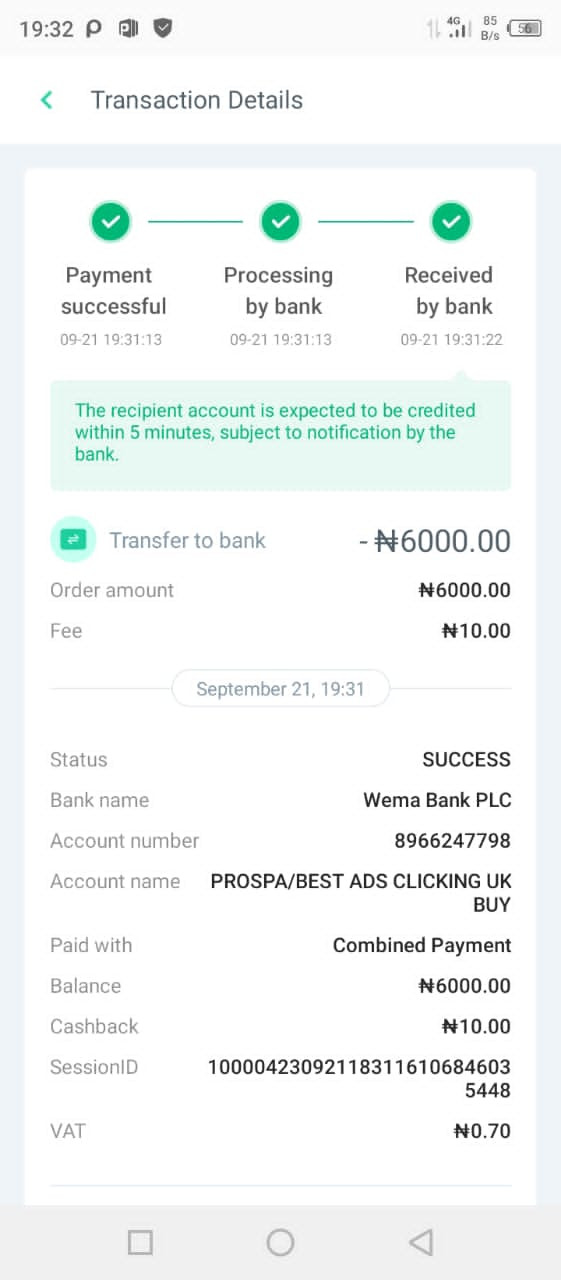 19:32
4G
85
B/s
56
Transaction Details
Payment
successful
09-21 19:31:13
Processing
by bank
09-21 19:31:13
Received
by bank
09-21 19:31:22
The recipient account is expected to be credited
within 5 minutes, subject to notification by the
bank.
Transfer to bank -₦6000.00
Order amount ₦6000.00
Fee ₦10.00
September 21, 19:31
Status SUCCESS
Bank name Wema Bank PLC
Account number 8966247798
Account name PROSPA/BEST ADS CLICKING UK
BUY
Paid with Combined Payment
Balance ₦6000.00
Cashback ₦10.00
SessionID 10000423092118311610684603
5448
VAT ₦0.70